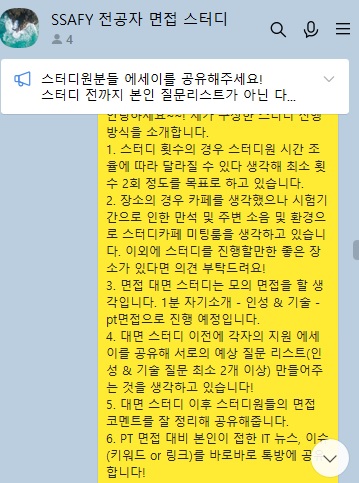 SSAFY 전공자 면접 스터디
4
스터디원분들 에세이를 공유해주세요!
스터디 전까지 본인 질문리스트가 아닌 다...
안녕하세요~~! 제가 구성한 스터디 진행
방식을 소개합니다.
1. 스터디 횟수의 경우 스터디원 시간 조
율에 따라 달라질 수 있다 생각해 최소 횟
수 2회 정도를 목표로 하고 있습니다.
2. 장소의 경우 카페를 생각했으나 시험기
간으로 인한 만석 및 주변 소음 및 환경으
로 스터디카페 미팅룸을 생각하고 있습니
다. 이외에 스터디를 진행할만한 좋은 장
소가 있다면 의견 부탁드려요!
3. 면접 대면 스터디는 모의 면접을 할 생
각입니다. 1분 자기소개 - 인성 & 기술 -
pt면접으로 진행 예정입니다.
4. 대면 스터디 이전에 각자의 지원 에세
이를 공유해 서로의 예상 질문 리스트(인
성 & 기술 질문 최소 2개 이상) 만들어주
는 것을 생각하고 있습니다!
5. 대면 스터디 이후 스터디원들의 면접
코멘트를 잘 정리해 공유해줍니다.
6. PT 면접 대비 본인이 접한 IT 뉴스, 이슈
(키워드 or 링크)를 바로바로 톡방에 공유
합니다!